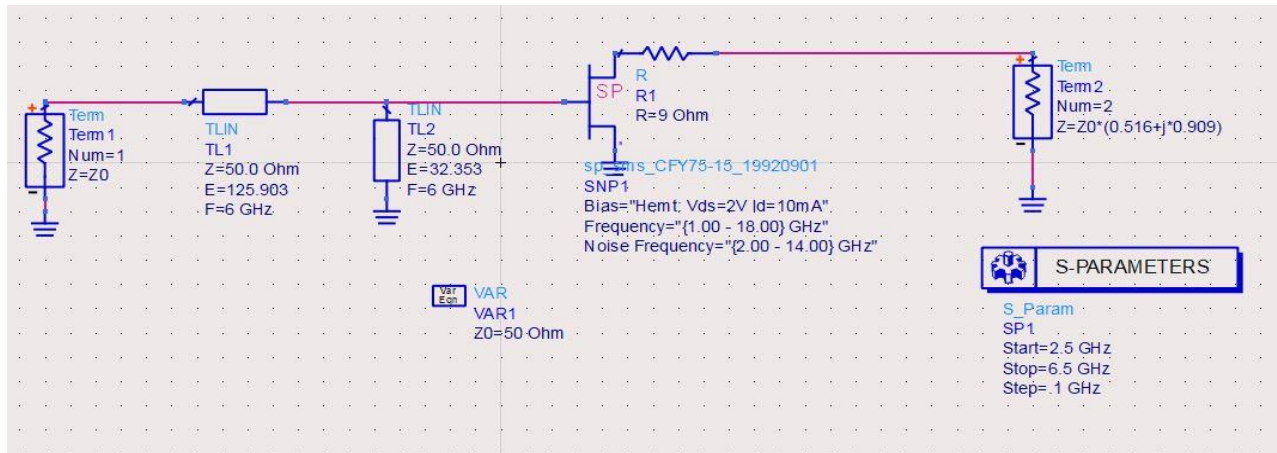 Term
Term1
Num=1
Z=Z0
TLIN
TL1
Z=50.0 Ohm
E=125.903
F=6 GHz
TLIN
TL2
Z=50.0 Ohm
E=32.353
F=6 GHz
SP
R
R1
R=9 Ohm
sp_sms_CFY75-15_19920901
SNP1
Bias="Hemt: Vds=2V Id=10mA"
Frequency="{1.00 - 18.00} GHz"
Noise Frequency="{2.00 - 14.00} GHz"
Term
Term2
Num=2
Z=Z0*(0.516+j*0.909)
Var
Eqn
VAR
VAR1
Z0=50 Ohm
S-PARAMETERS
S_Param
SP1
Start=2.5 GHz
Stop=6.5 GHz
Step=.1 GHz